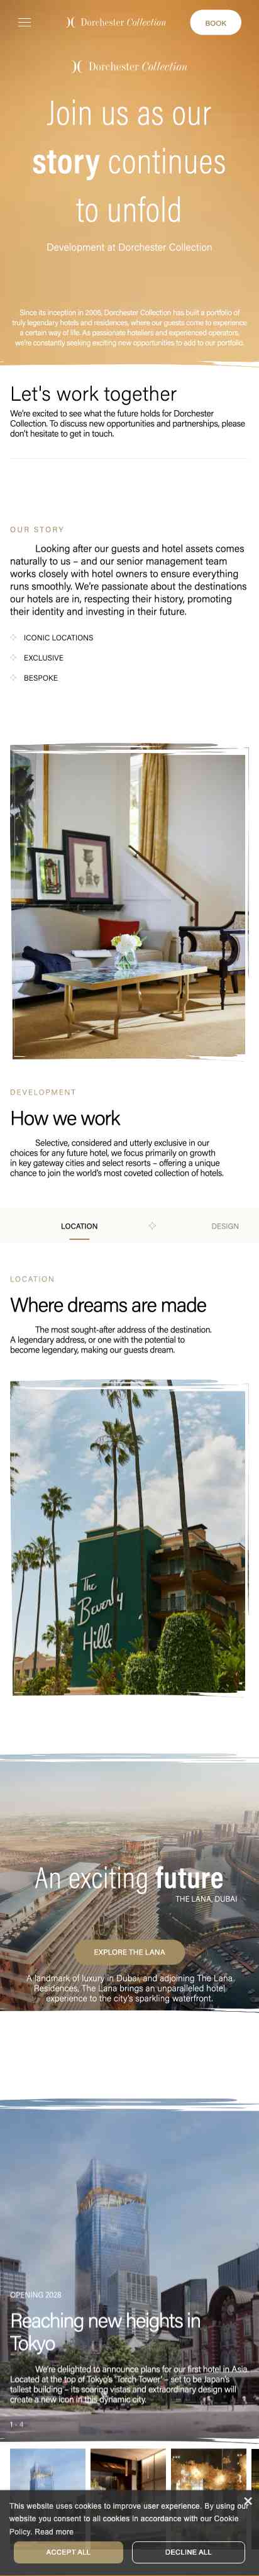 Dorchester Collection
BOOK
Dorchester Collection
Join us as our
story continues
to unfold
Development at Dorchester Collection
Since its inception in 2006, Dorchester Collection has built a portfolio of
truly legendary hotels and residences, where our guests come to experience
a certain way of life. As passionate hoteliers and experienced operators,
we're constantly seeking exciting new opportunities to add to our portfolio.
Let's work together
We're excited to see what the future holds for Dorchester
Collection. To discuss new opportunities and partnerships, please
don't hesitate to get in touch.
OUR STORY
Looking after our guests and hotel assets comes
naturally to us – and our senior management team
works closely with hotel owners to ensure everything
runs smoothly. We're passionate about the destinations
our hotels are in, respecting their history, promoting
their identity and investing in their future.
ICONIC LOCATIONS
EXCLUSIVE
BESPOKE
DEVELOPMENT
How we work
Selective, considered and utterly exclusive in our
choices for any future hotel, we focus primarily on growth
in key gateway cities and select resorts – offering a unique
chance to join the world's most coveted collection of hotels.
LOCATION
DESIGN
LOCATION
Where dreams are made
The most sought-after address of the destination.
A legendary address, or one with the potential to
become legendary, making our guests dream.
The
Beverly
Hills
An exciting future
THE LANA, DUBAI
EXPLORE THE LANA
A landmark of luxury in Dubai, and adjoining The Lana
Residences, The Lana brings an unparalleled hotel
experience to the city's sparkling waterfront.
OPENING 2028
Reaching new heights in
Tokyo
We're delighted to announce plans for our first hotel in Asia.
Located at the top of Tokyo's 'Torch Tower' – set to be Japan's
tallest building – its soaring vistas and extraordinary design will
create a new icon in this dynamic city.
1 - 4
This website uses cookies to improve user experience. By using our
website you consent to all cookies in accordance with our Cookie
Policy. Read more
ACCEPT ALL
DECLINE ALL